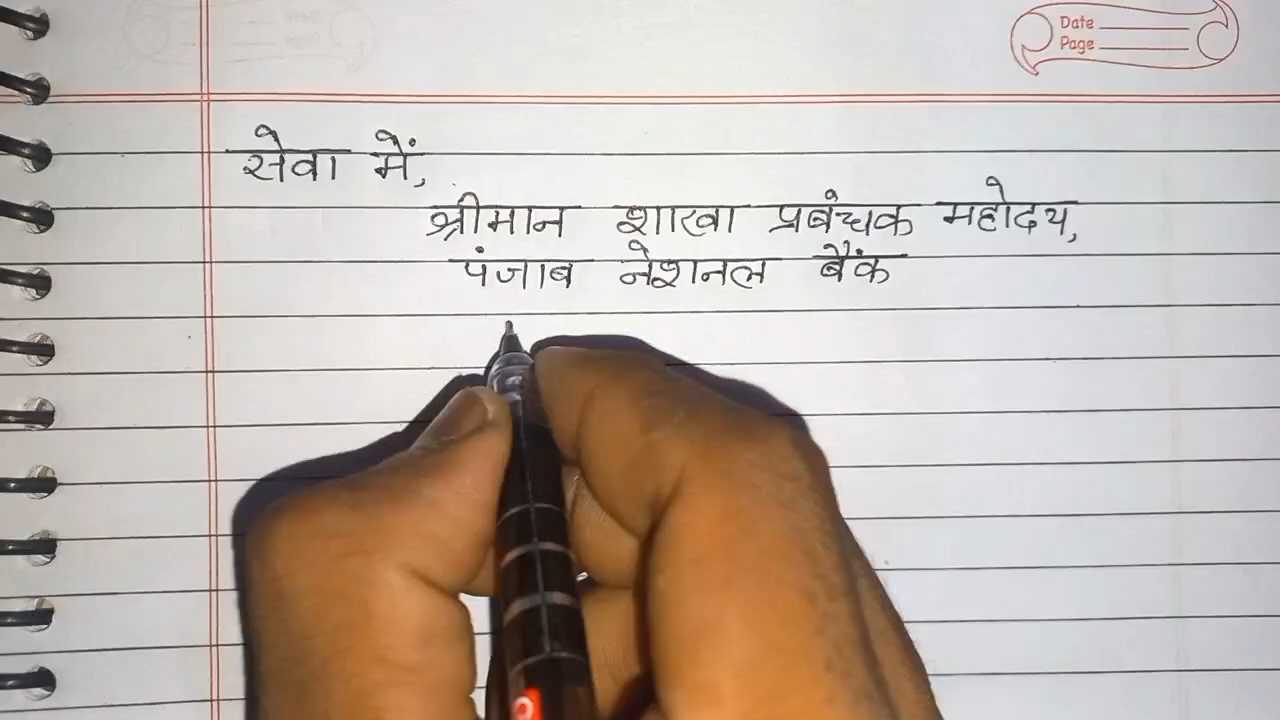 Date
Page
सेवा में,
श्रीमान शाखा प्रबंधक महोदय,
पंजाब नेशनल बैंक